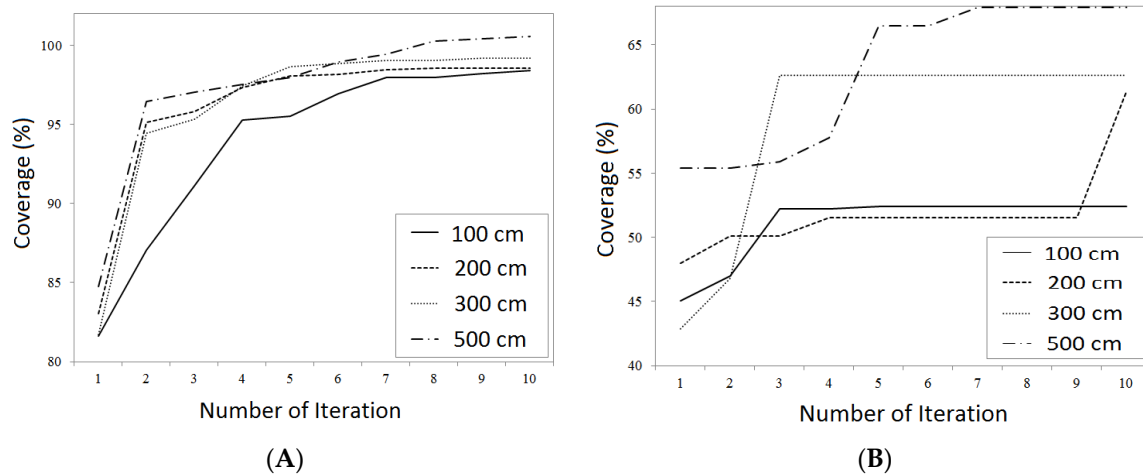 100
95
90
85
80
Coverage (%)
100 cm
200 cm
300 cm
500 cm
1 2 3 4 5 6 7 8 9 10
Number of Iteration
(A)
65
60
55
50
45
40
Coverage (%)
100 cm
200 cm
300 cm
500 cm
1 2 3 4 5 6 7 8 9 10
Number of Iteration
(B)